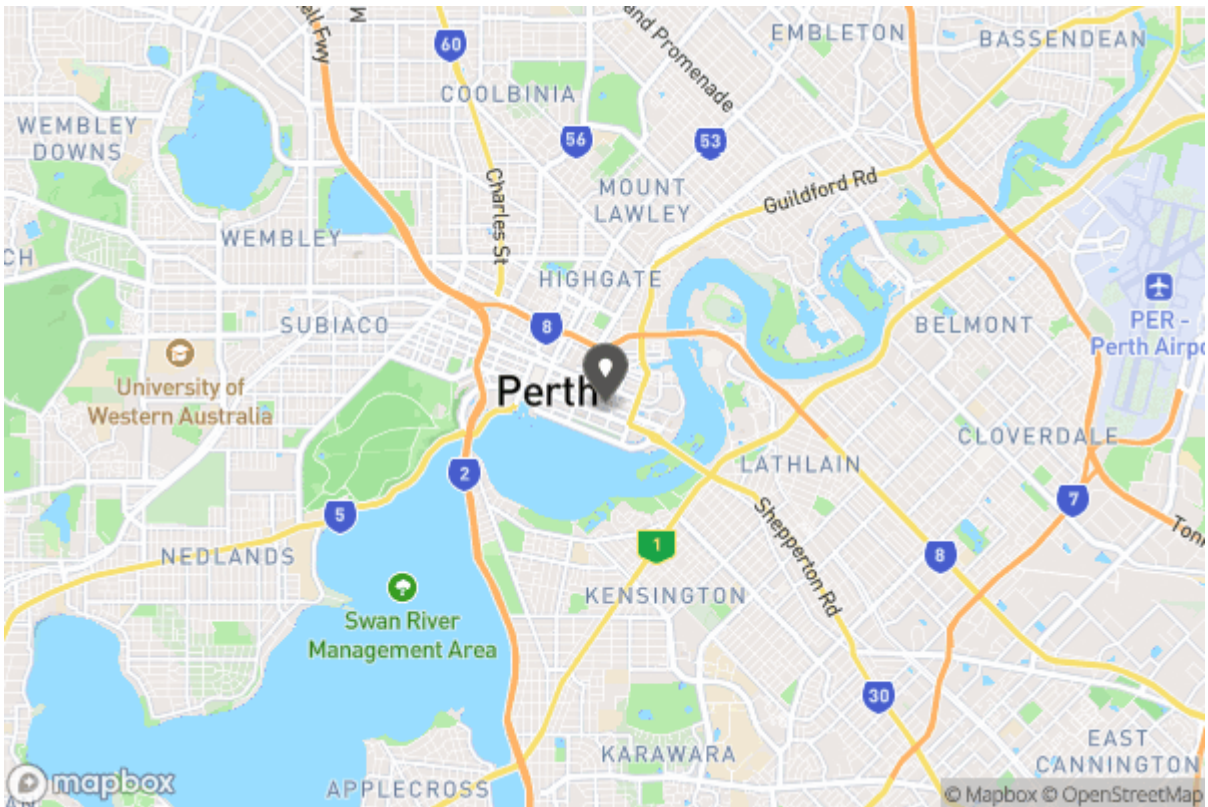 all Fwy
M
60
and Promenade
EMBLETON
BASSENDEAN
COOLBINIA
WEMBLEY
DOWNS
56
53
MOUNT
LAWLEY
Charles St
Guildford Rd
WEMBLEY
CH
HIGHGATE
SUBIACO
8
BELMONT
PER -
Perth Airpo
University of
Western Australia
Perth
CLOVERDALE
LATHLAIN
2
7
5
Shepperton Rd
Tonk
1
8
NEDLANDS
KENSINGTON
Swan River
Management Area
30
KARAWARA
EAST
CANNINGTON
mapbox
APPLECROSS
AN
© Mapbox © OpenStreetMap